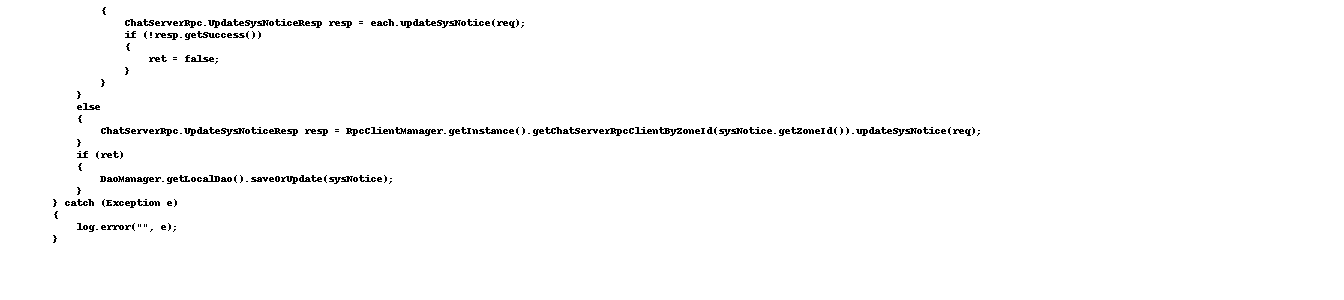 {
ChatServerRpc.UpdateSysNoticeResp resp = each.updateSysNotice(req);
if (!resp.getSuccess())
{
ret = false;
}
}
}
else
{
ChatServerRpc.UpdateSysNoticeResp resp = RpcClientManager.getInstance().getChatServerRpcClientByZoneId(sysNotice.getZoneId()).updateSysNotice(req);
}
if (ret)
{
DaoManager.getLocalDao().saveOrUpdate(sysNotice);
}
} catch (Exception e)
{
log.error("", e);
}